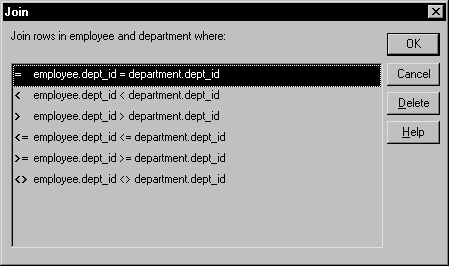 Join
Join rows in employee and department where:
= employee.dept_id = department.dept_id
< employee.dept_id < department.dept_id
> employee.dept_id > department.dept_id
<= employee.dept_id <= department.dept_id
>= employee.dept_id >= department.dept_id
<> employee.dept_id <> department.dept_id
OK
Cancel
Delete
Help